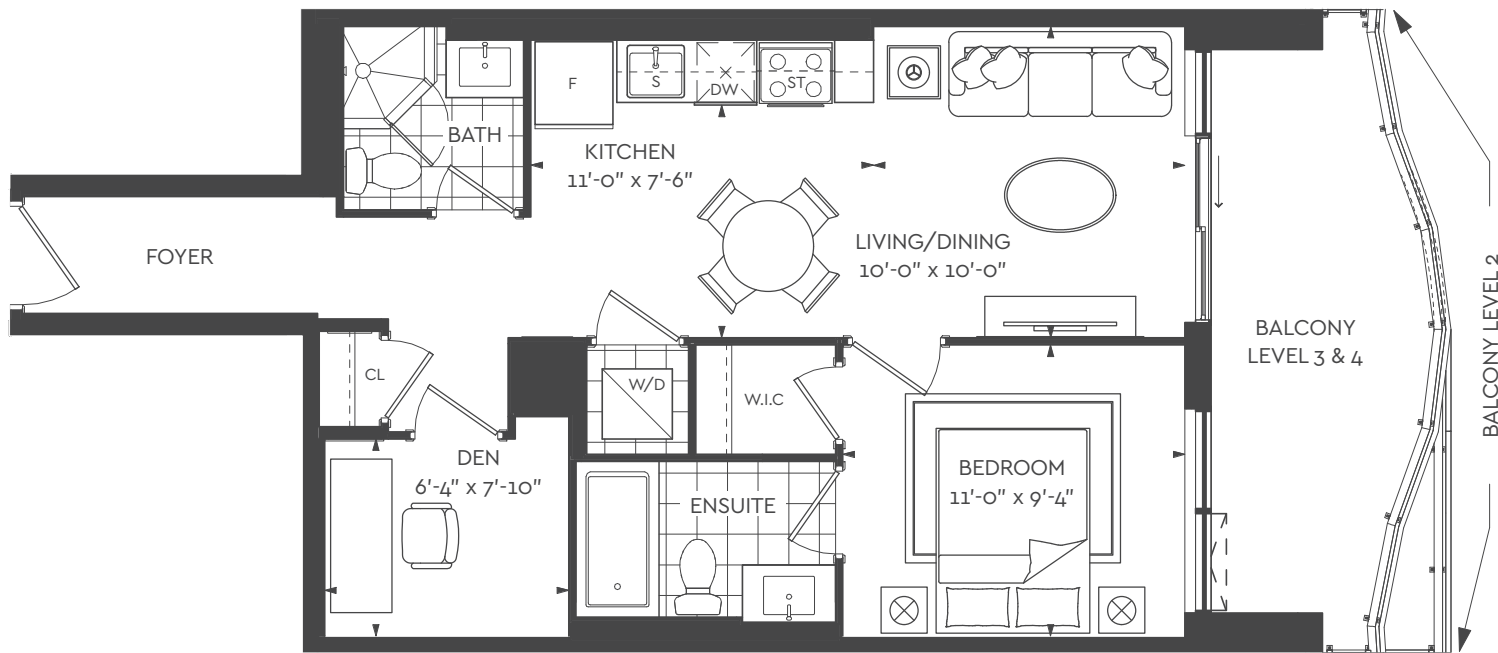 F
S
DW
ST
BATH
KITCHEN
11'-0" x 7'-6"
FOYER
LIVING/DINING
10'-0" x 10'-0"
BALCONY
LEVEL 3 & 4
BALCONY LEVEL 2
CL
W/D
W.I.C
DEN
6'-4" x 7'-10"
ENSUITE
BEDROOM
11'-0" x 9'-4"